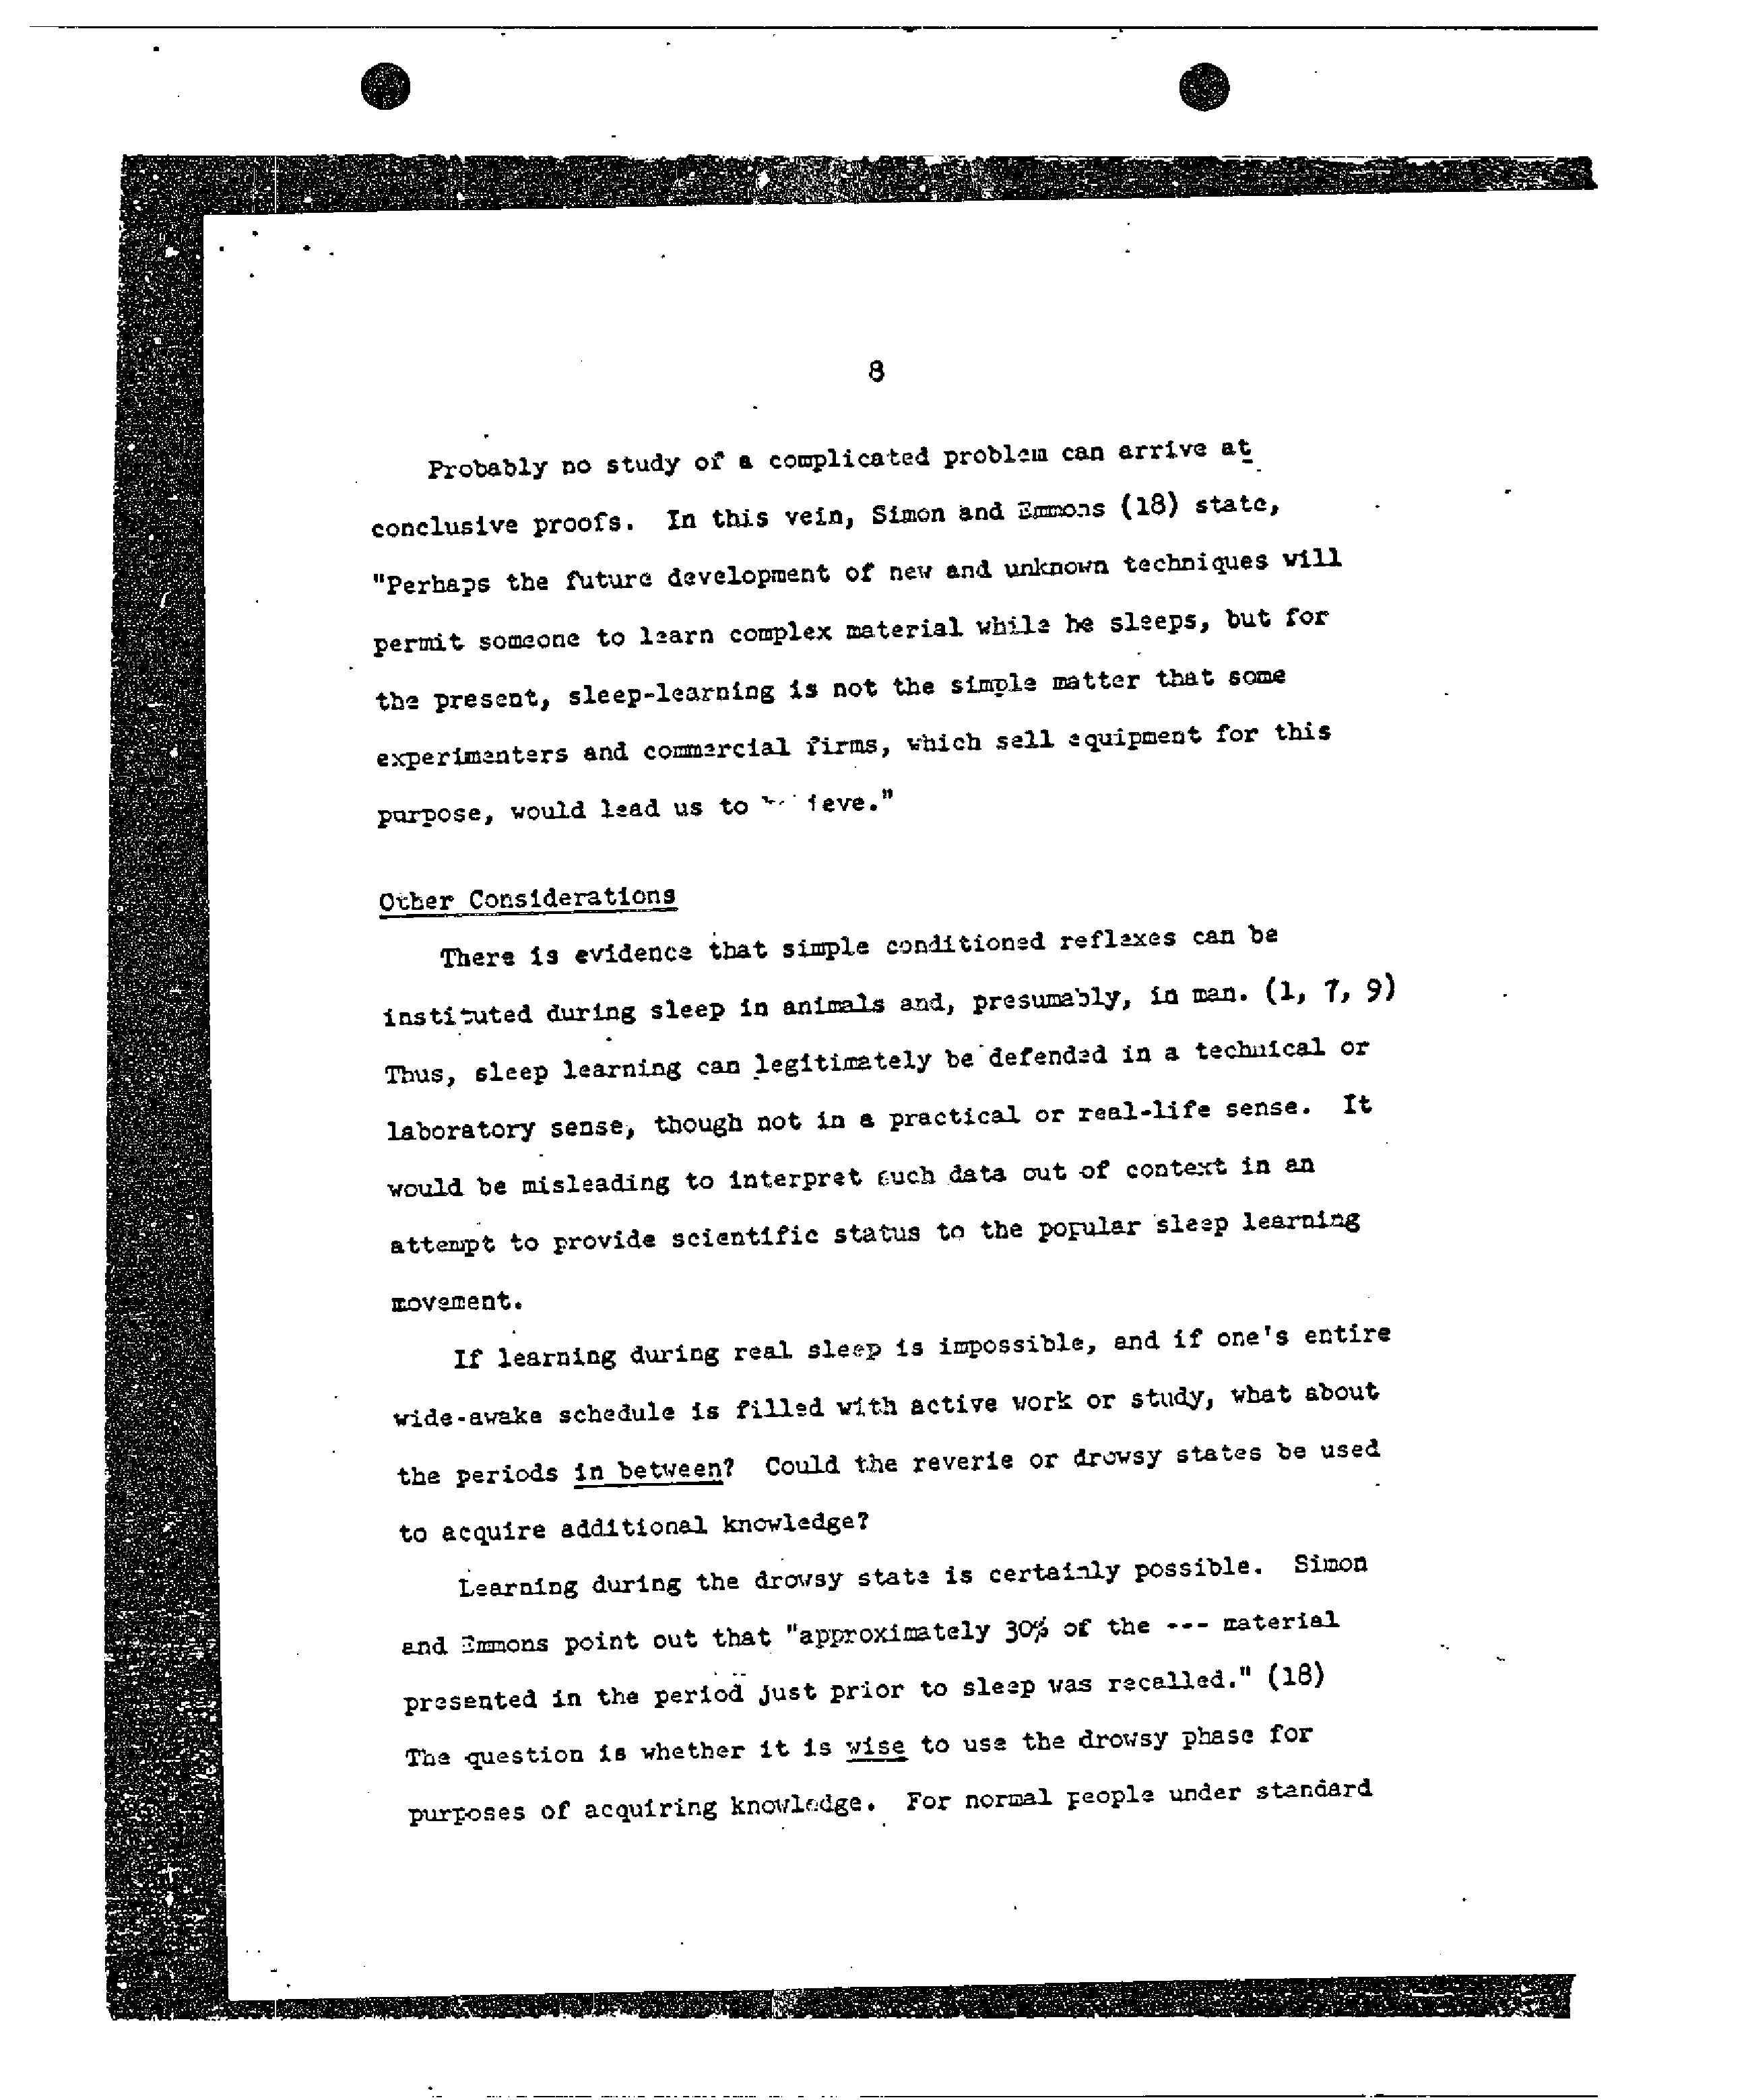 8
Probably no study of a complicated problem can arrive at
conclusive proofs. In this vein, Simon and Emmons (18) state,
"Perhaps the future development of new and unknown techniques will
permit someone to learn complex material while he sleeps, but for
the present, sleep-learning is not the simple matter that some
experimenters and commercial firms, which sell equipment for this
purpose, would lead us to
Other Considerations
There is evidence that simple conditioned reflexes can be
instituted during sleep in animals and, presumably, in man. (1, 7, 9)
Thus, sleep learning can legitimately be defended in a technical or
laboratory sense, though not in a practical or real-life sense. It
would be misleading to interpret such data out of context in an
attempt to provide scientific status to the popular sleep learning
movement.
If learning during real sleep is impossible, and if one's entire
wide-awake schedule is filled with active work or study, what about
the periods in between? Could the reverie or drowsy states be used
to acquire additional knowledge?
Learning during the drowsy state is certainly possible. Simon
and Emmons point out that "approximately 30% of the --- material
presented in the period just prior to sleep was recalled." (18)
The question is whether it is wise to use the drowsy phase for
purposes of acquiring knowledge. For normal people under standard